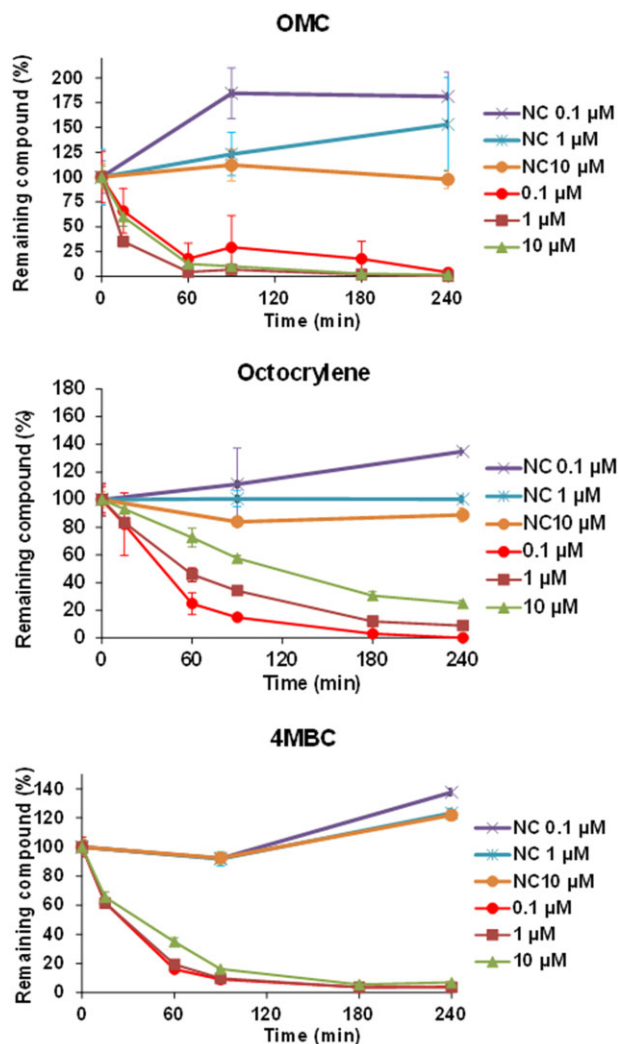 OMC
Remaining compound (%)
200
175
150
125
100
75
50
25
0
0 60 120 180 240
Time (min)
NC 0.1 µM
NC 1 µM
NC10 µM
0.1 µM
1 µM
10 µM
Octocrylene
Remaining compound (%)
180
160
140
120
100
80
60
40
20
0
0 60 120 180 240
Time (min)
NC 0.1 µM
NC 1 µM
NC10 µM
0.1 µM
1 µM
10 µM
4MBC
Remaining compound (%)
140
120
100
80
60
40
20
0
0 60 120 180 240
Time (min)
NC 0.1 µM
NC 1 µM
NC10 µM
0.1 µM
1 µM
10 µM